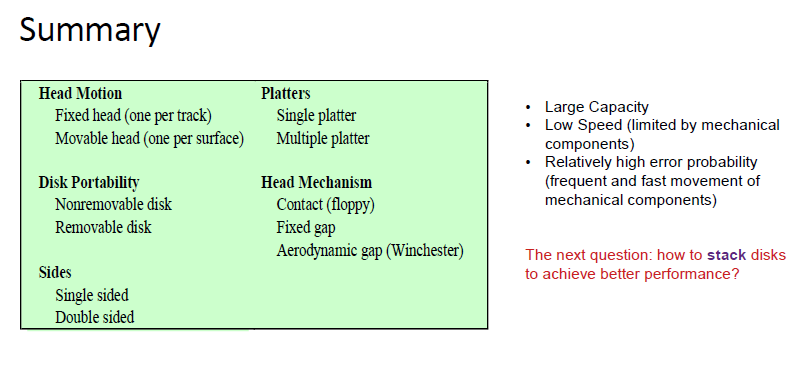 Summary
Head Motion
Fixed head (one per track)
Movable head (one per surface)
Disk Portability
Nonremovable disk
Removable disk
Sides
Single sided
Double sided
Platters
Single platter
Multiple platter
Head Mechanism
Contact (floppy)
Fixed gap
Aerodynamic gap (Winchester)
• Large Capacity
• Low Speed (limited by mechanical
components)
• Relatively high error probability
(frequent and fast movement of
mechanical components)
The next question: how to stack disks
to achieve better performance?